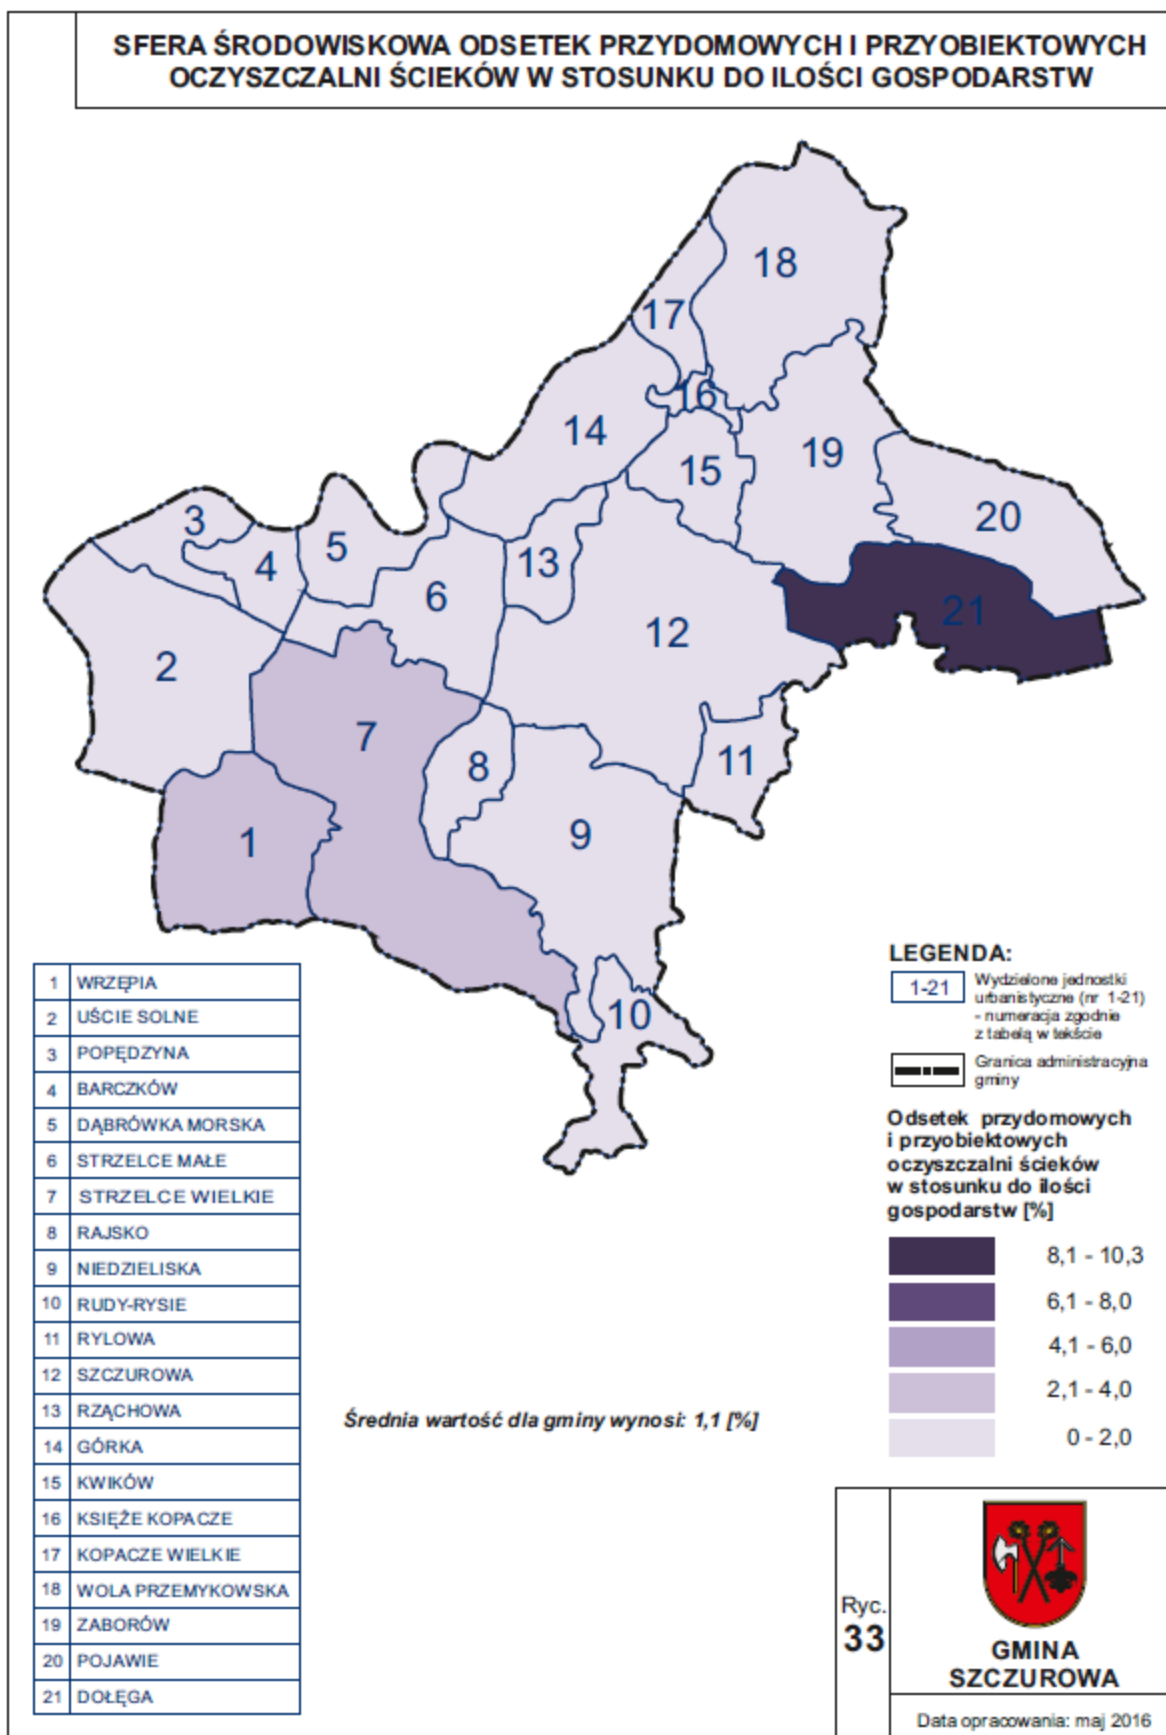 SFERA ŚRODOWISKOWA ODSETEK PRZYDOMOWYCH I PRZYOBIEKTOWYCH
OCZYSZCZALNI ŚCIEKÓW W STOSUNKU DO ILOŚCI GOSPODARSTW
18
17
16
14
15
19
20
3
5
4
13
6
12
21
2
7
8
11
1
9
10
1 WRZĘPIA
2 UŚCIE SOLNE
3 POPĘDZYNA
4 BARCZKÓW
5 DĄBRÓWKA MORSKA
6 STRZELCE MAŁE
7 STRZELCE WIELKIE
8 RAJSKO
9 NIEDZIELISKA
10 RUDY-RYSIE
11 RYLOWA
12 SZCZUROWA
13 RZĄCHOWA
14 GÓRKA
15 KWIKÓW
16 KSIĘŻE KOPACZE
17 KOPACZE WIELKIE
18 WOLA PRZEMYKOWSKA
19 ZABORÓW
20 POJAWIE
21 DOŁĘGA
Średnia wartość dla gminy wynosi: 1,1 [%]
LEGENDA:
1-21
Wydzielone jednostki
urbanistyczne (nr 1-21)
- numeracja zgodnie
z tabelą w tekście
Granica administracyjna
gminy
Odsetek przydomowych
i przyobiektowych
oczyszczalni ścieków
w stosunku do ilości
gospodarstw [%]
8,1 - 10,3
6,1 - 8,0
4,1 - 6,0
2,1 - 4,0
0 - 2,0
Ryc.
33
GMINA
SZCZUROWA
Data opracowania: maj 2016